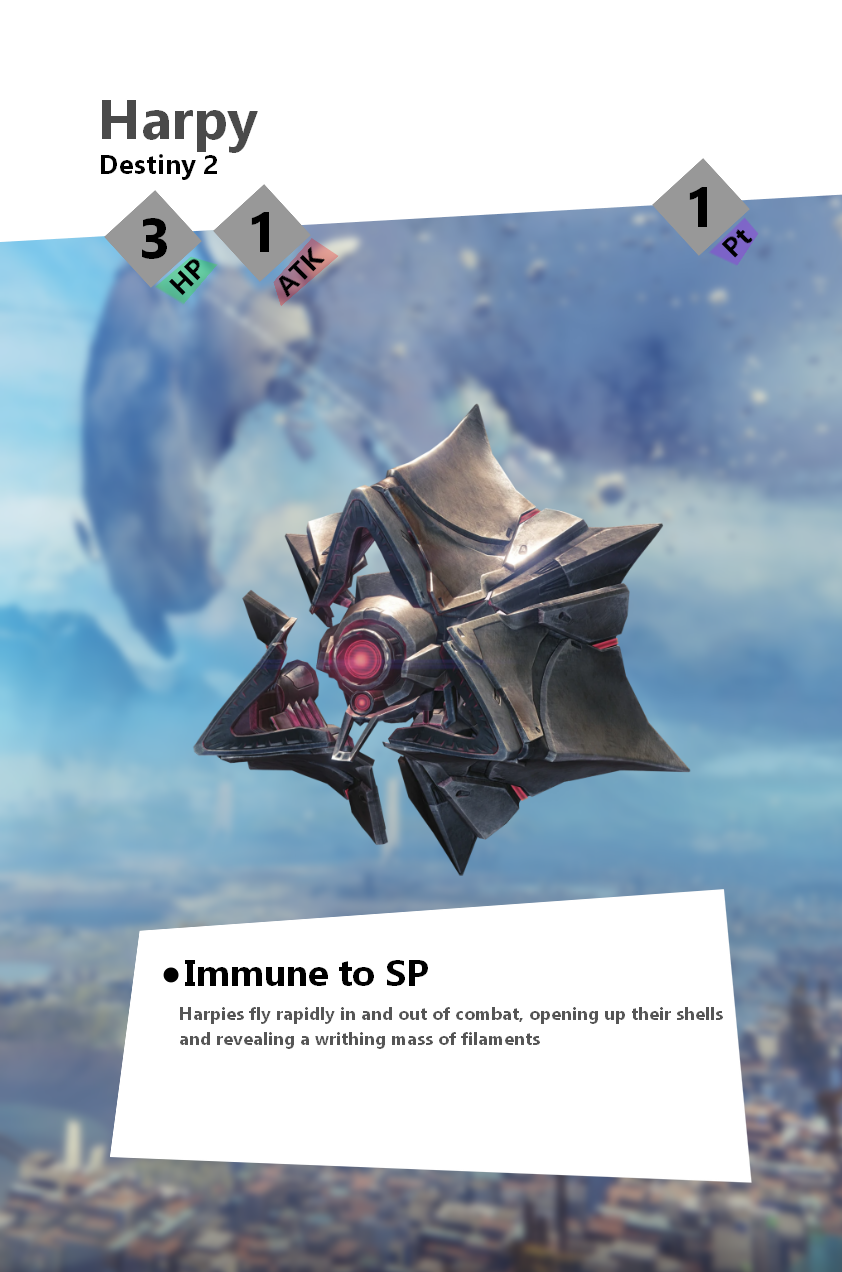 Harpy
Destiny 2
3
HP
1
ATK
1
Pt
•Immune to SP
Harpies fly rapidly in and out of combat, opening up their shells
and revealing a writhing mass of filaments